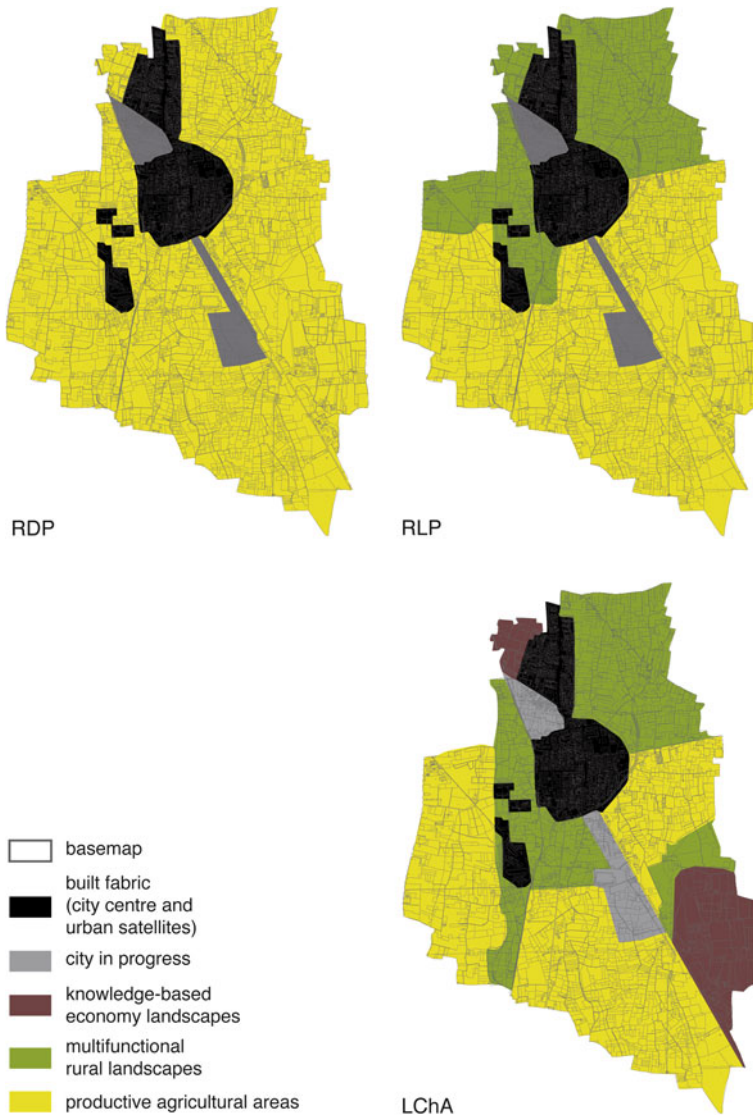 RDP
RLP
basemap
built fabric
(city centre and
urban satellites)
city in progress
knowledge-based
economy landscapes
multifunctional
rural landscapes
productive agricultural areas
LChA